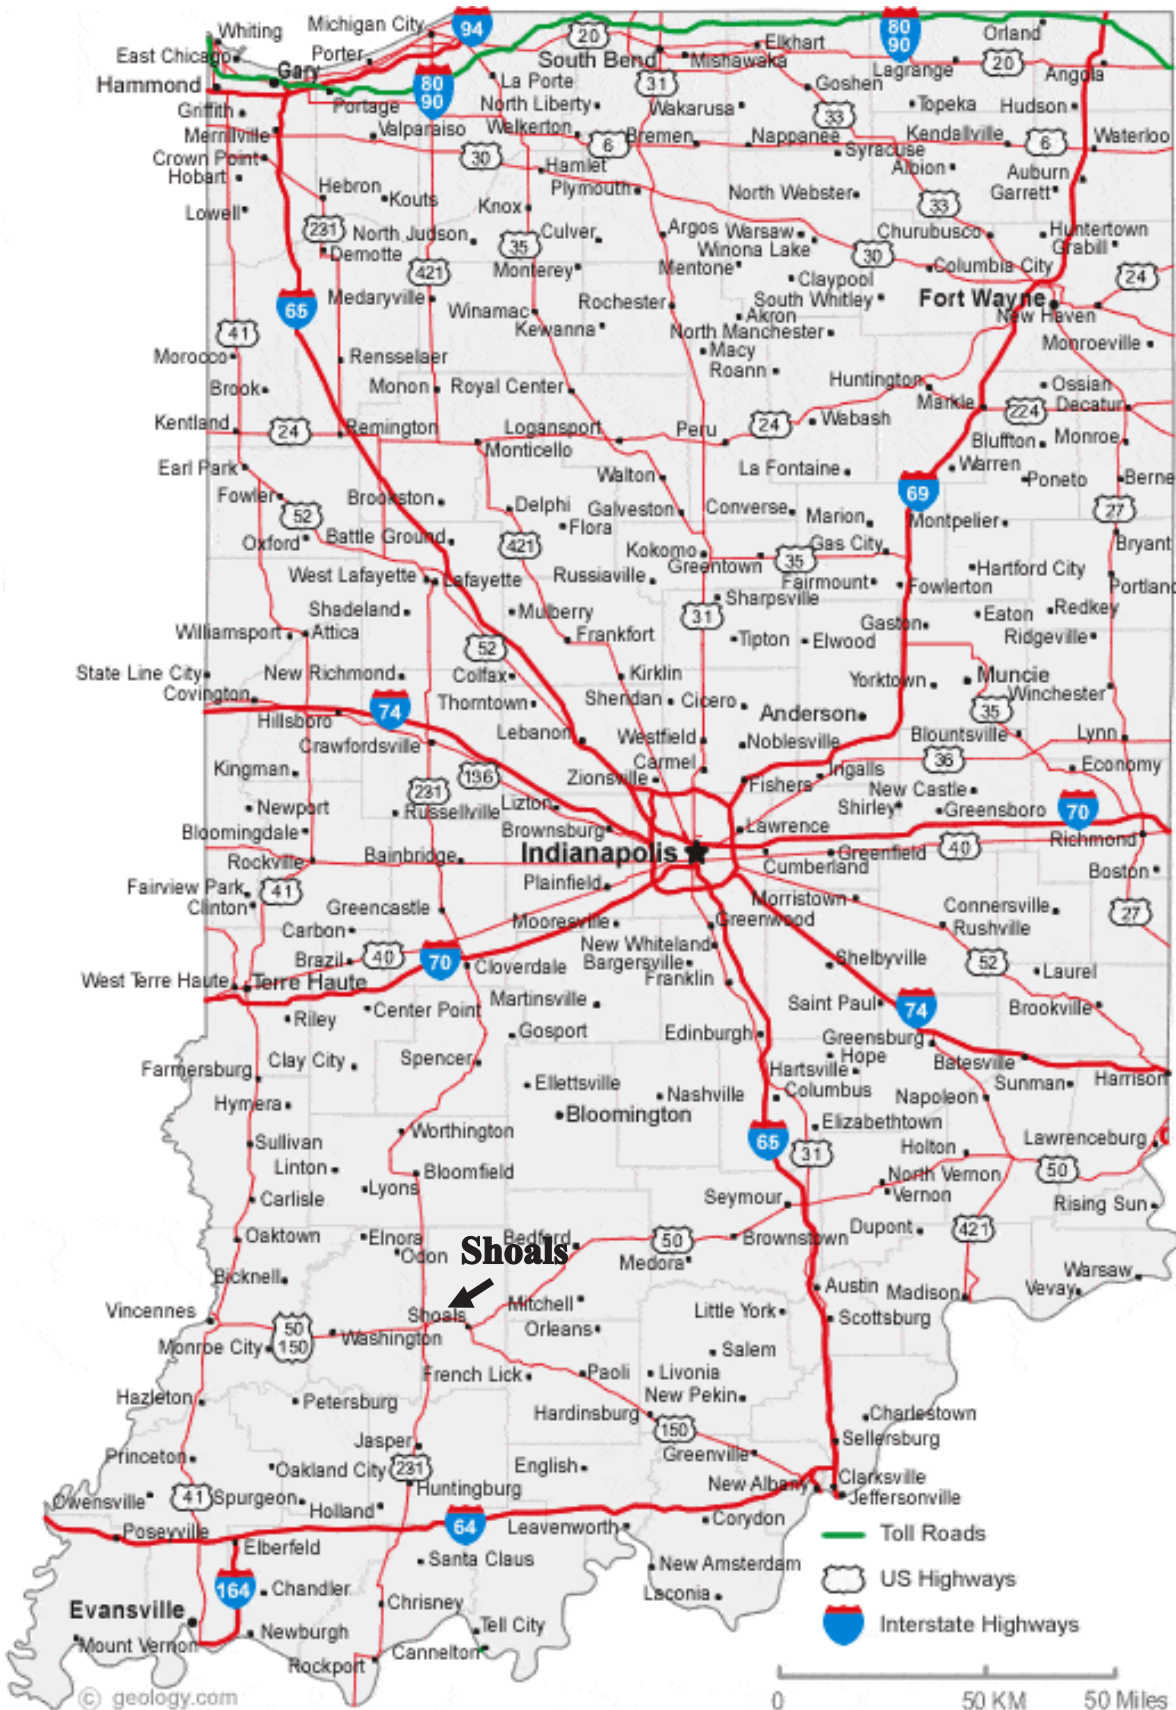 Whiting
Michigan City
94
20
80
90
Orland
East Chicago
Porter
Elkhart
South Bend
Mishawaka
Lagrange
20
Angola
Hammond
Gary
80
90
La Porte
31
Goshen
Griffith
Portage
North Liberty
Wakarusa
33
Topeka
Hudson
Merrillville
Valparaiso
Walkerton
6
Bremen
Nappanee
Kendallville
6
Waterloo
Crown Point
30
Hamlet
Syracuse
Albion
Auburn
Hobart
Hebron
Kouts
Plymouth
North Webster
Garrett
Lowell
Knox
33
231
North Judson
35
Culver
Argos
Warsaw
Churubusco
Huntertown
Demotte
Winona Lake
30
Grabill
421
Monterey
Mentone
Claypool
Columbia City
24
65
Medaryville
Winamac
Rochester
South Whitley
Fort Wayne
41
Kewanna
Akron
New Haven
North Manchester
Morocco
Rensselaer
Macy
Monroeville
Roann
Brook
Monon
Royal Center
Huntington
Ossian
Markle
224
Decatur
Kentland
24
Remington
Logansport
Peru
24
Wabash
Monticello
Bluffton
Monroe
Earl Park
Walton
La Fontaine
Warren
Poneto
Berne
Fowler
Brookston
Delphi
Galveston
Converse
69
52
Flora
Marion
Montpelier
27
Oxford
Battle Ground
421
Kokomo
Gas City
Bryant
Greentown
35
West Lafayette
Lafayette
Russiaville
Fairmount
Fowlerton
Hartford City
Portland
Shadeland
Mulberry
Sharpsville
31
Gaston
Eaton
Redkey
Williamsport
Attica
Frankfort
Tipton
Elwood
Ridgeville
52
State Line City
New Richmond
Colfax
Kirklin
Yorktown
Muncie
Covington
74
Thorntown
Shendan
Cicero
Winchester
Hillsboro
Anderson
35
Crawfordsville
Lebanon
Westfield
Noblesville
Blountsville
Lynn
Kingman
136
Zionsville
Carmel
Ingalls
36
Economy
231
Fishers
New Castle
Newport
Russellville
Lizton
Shirley
Greensboro
70
Bloomingdale
Brownsburg
Lawrence
Richmond
Rockville
Bainbridge
Indianapolis
Greenfield
40
Cumberland
Fairview Park
41
Plainfield
Boston
Clinton
Greencastle
Morristown
Connersville
27
Carbon
Mooresville
Greenwood
Rushville
Brazil
40
70
New Whiteland
Shelbyville
52
West Terre Haute
Terre Haute
Cloverdale
Bargersville
Laurel
Franklin
Riley
Center Point
Martinsville
Saint Paul
74
Brookville
Gosport
Edinburgh
Greensburg
Farmersburg
Clay City
Spencer
Hope
Batesville
Hartsville
Sunman
Harrison
Hymera
Ellettsville
Nashville
Columbus
Napoleon
Bloomington
Sullivan
Worthington
65
Elizabethtown
31
Holton
Lawrenceburg
Linton
Bloomfield
50
Carlisle
Lyons
Seymour
North Vernon
Vernon
Rising Sun
Oaktown
Elnora
Bedford
50
Brownstown
Dupont
421
Odon
Shoals
Medora
Bicknell
Warsaw
Austin
Madison
Vevay
Vincennes
Shoals
Mitchell
Little York
Scottsburg
50
150
Washington
Orleans
Monroe City
Salem
French Lick
Paoli
Livonia
Hazleton
Petersburg
New Pekin
Hardinsburg
Charlestown
Jasper
150
Sellersburg
Princeton
Oakland City
231
English
Greenville
Clarksville
Owensville
41
Spurgeon
Holland
Huntingburg
New Albany
Jeffersonville
Poseyville
64
Leavenworth
Corydon
Toll Roads
Elberfeld
Santa Claus
New Amsterdam
US Highways
164
Chandler
Laconia
Evansville
Chrisney
Interstate Highways
Mount Vernon
Newburgh
Tell City
Rockport
Cannelton
© geology.com
0
50 KM
50 Miles